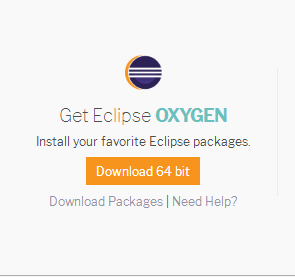 Get Eclipse OXYGEN
Install your favorite Eclipse packages.
Download 64 bit
Download Packages | Need Help?